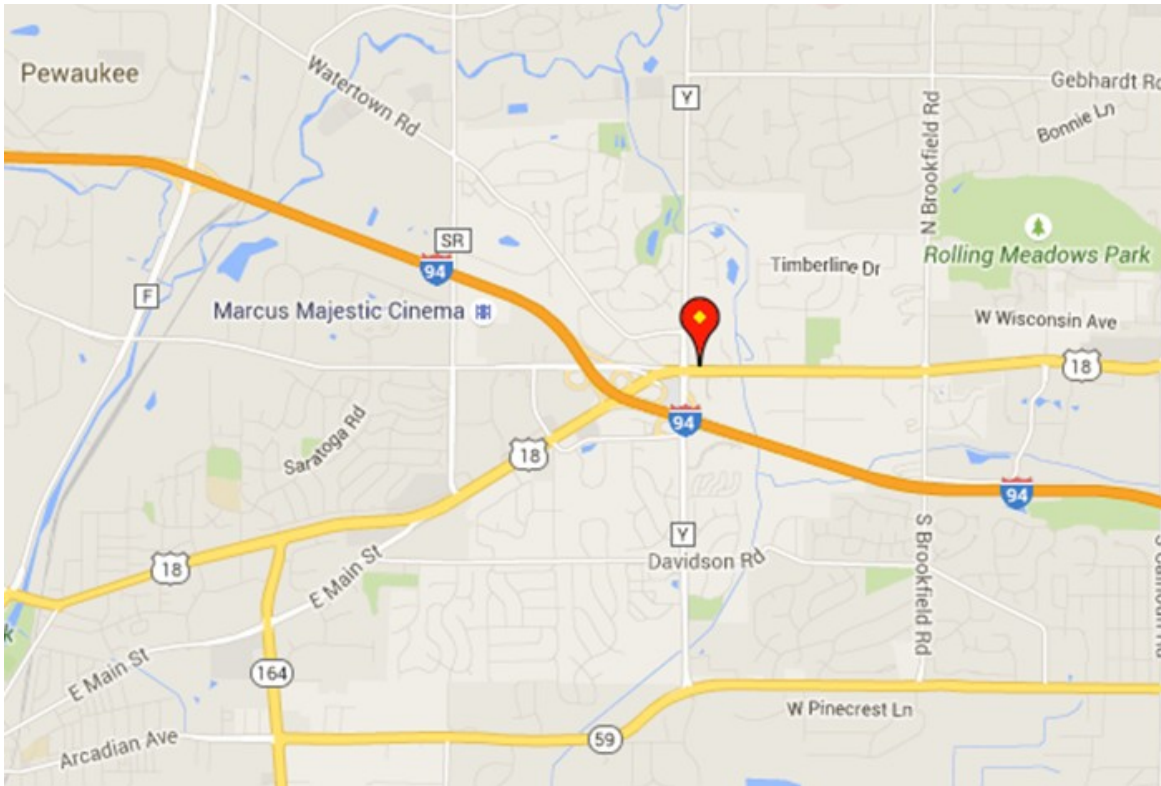 Pewaukee
Watertown Rd
Y
Gebhardt Rd
Bonnie Ln
N Brookfield Rd
SR
94
Rolling Meadows Park
Timberline Dr
F
Marcus Majestic Cinema
W Wisconsin Ave
18
94
Saratoga Rd
18
94
Y
Davidson Rd
18
E Main St
S Brookfield Rd
E Main St
164
W Pinecrest Ln
59
Arcadian Ave